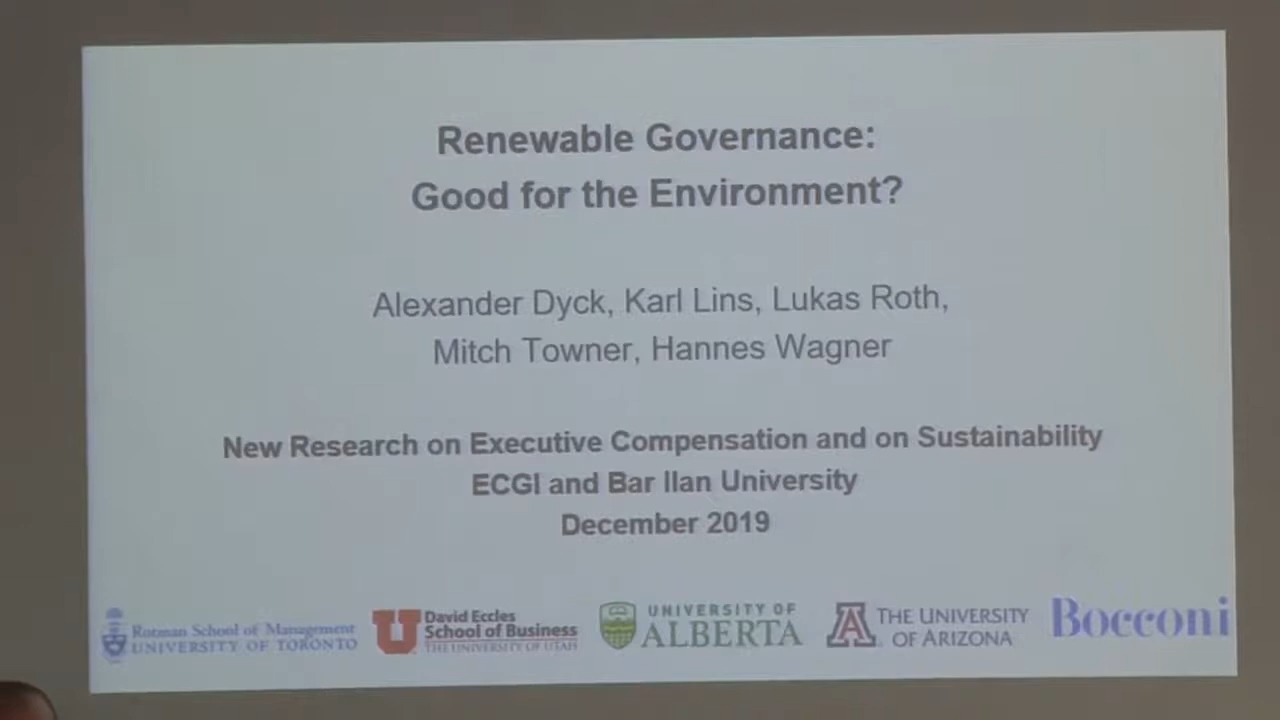 Renewable Governance:
Good for the Environment?
Alexander Dyck, Karl Lins, Lukas Roth,
Mitch Towner, Hannes Wagner
New Research on Executive Compensation and on Sustainability
ECGI and Bar Ilan University
December 2019
Rotman School of Management
UNIVERSITY OF TORONTO
U
David Eccles
School of Business
THE UNIVERSITY OF UTAH
UNIVERSITY OF
ALBERTA
A
THE UNIVERSITY
OF ARIZONA
Bocconi